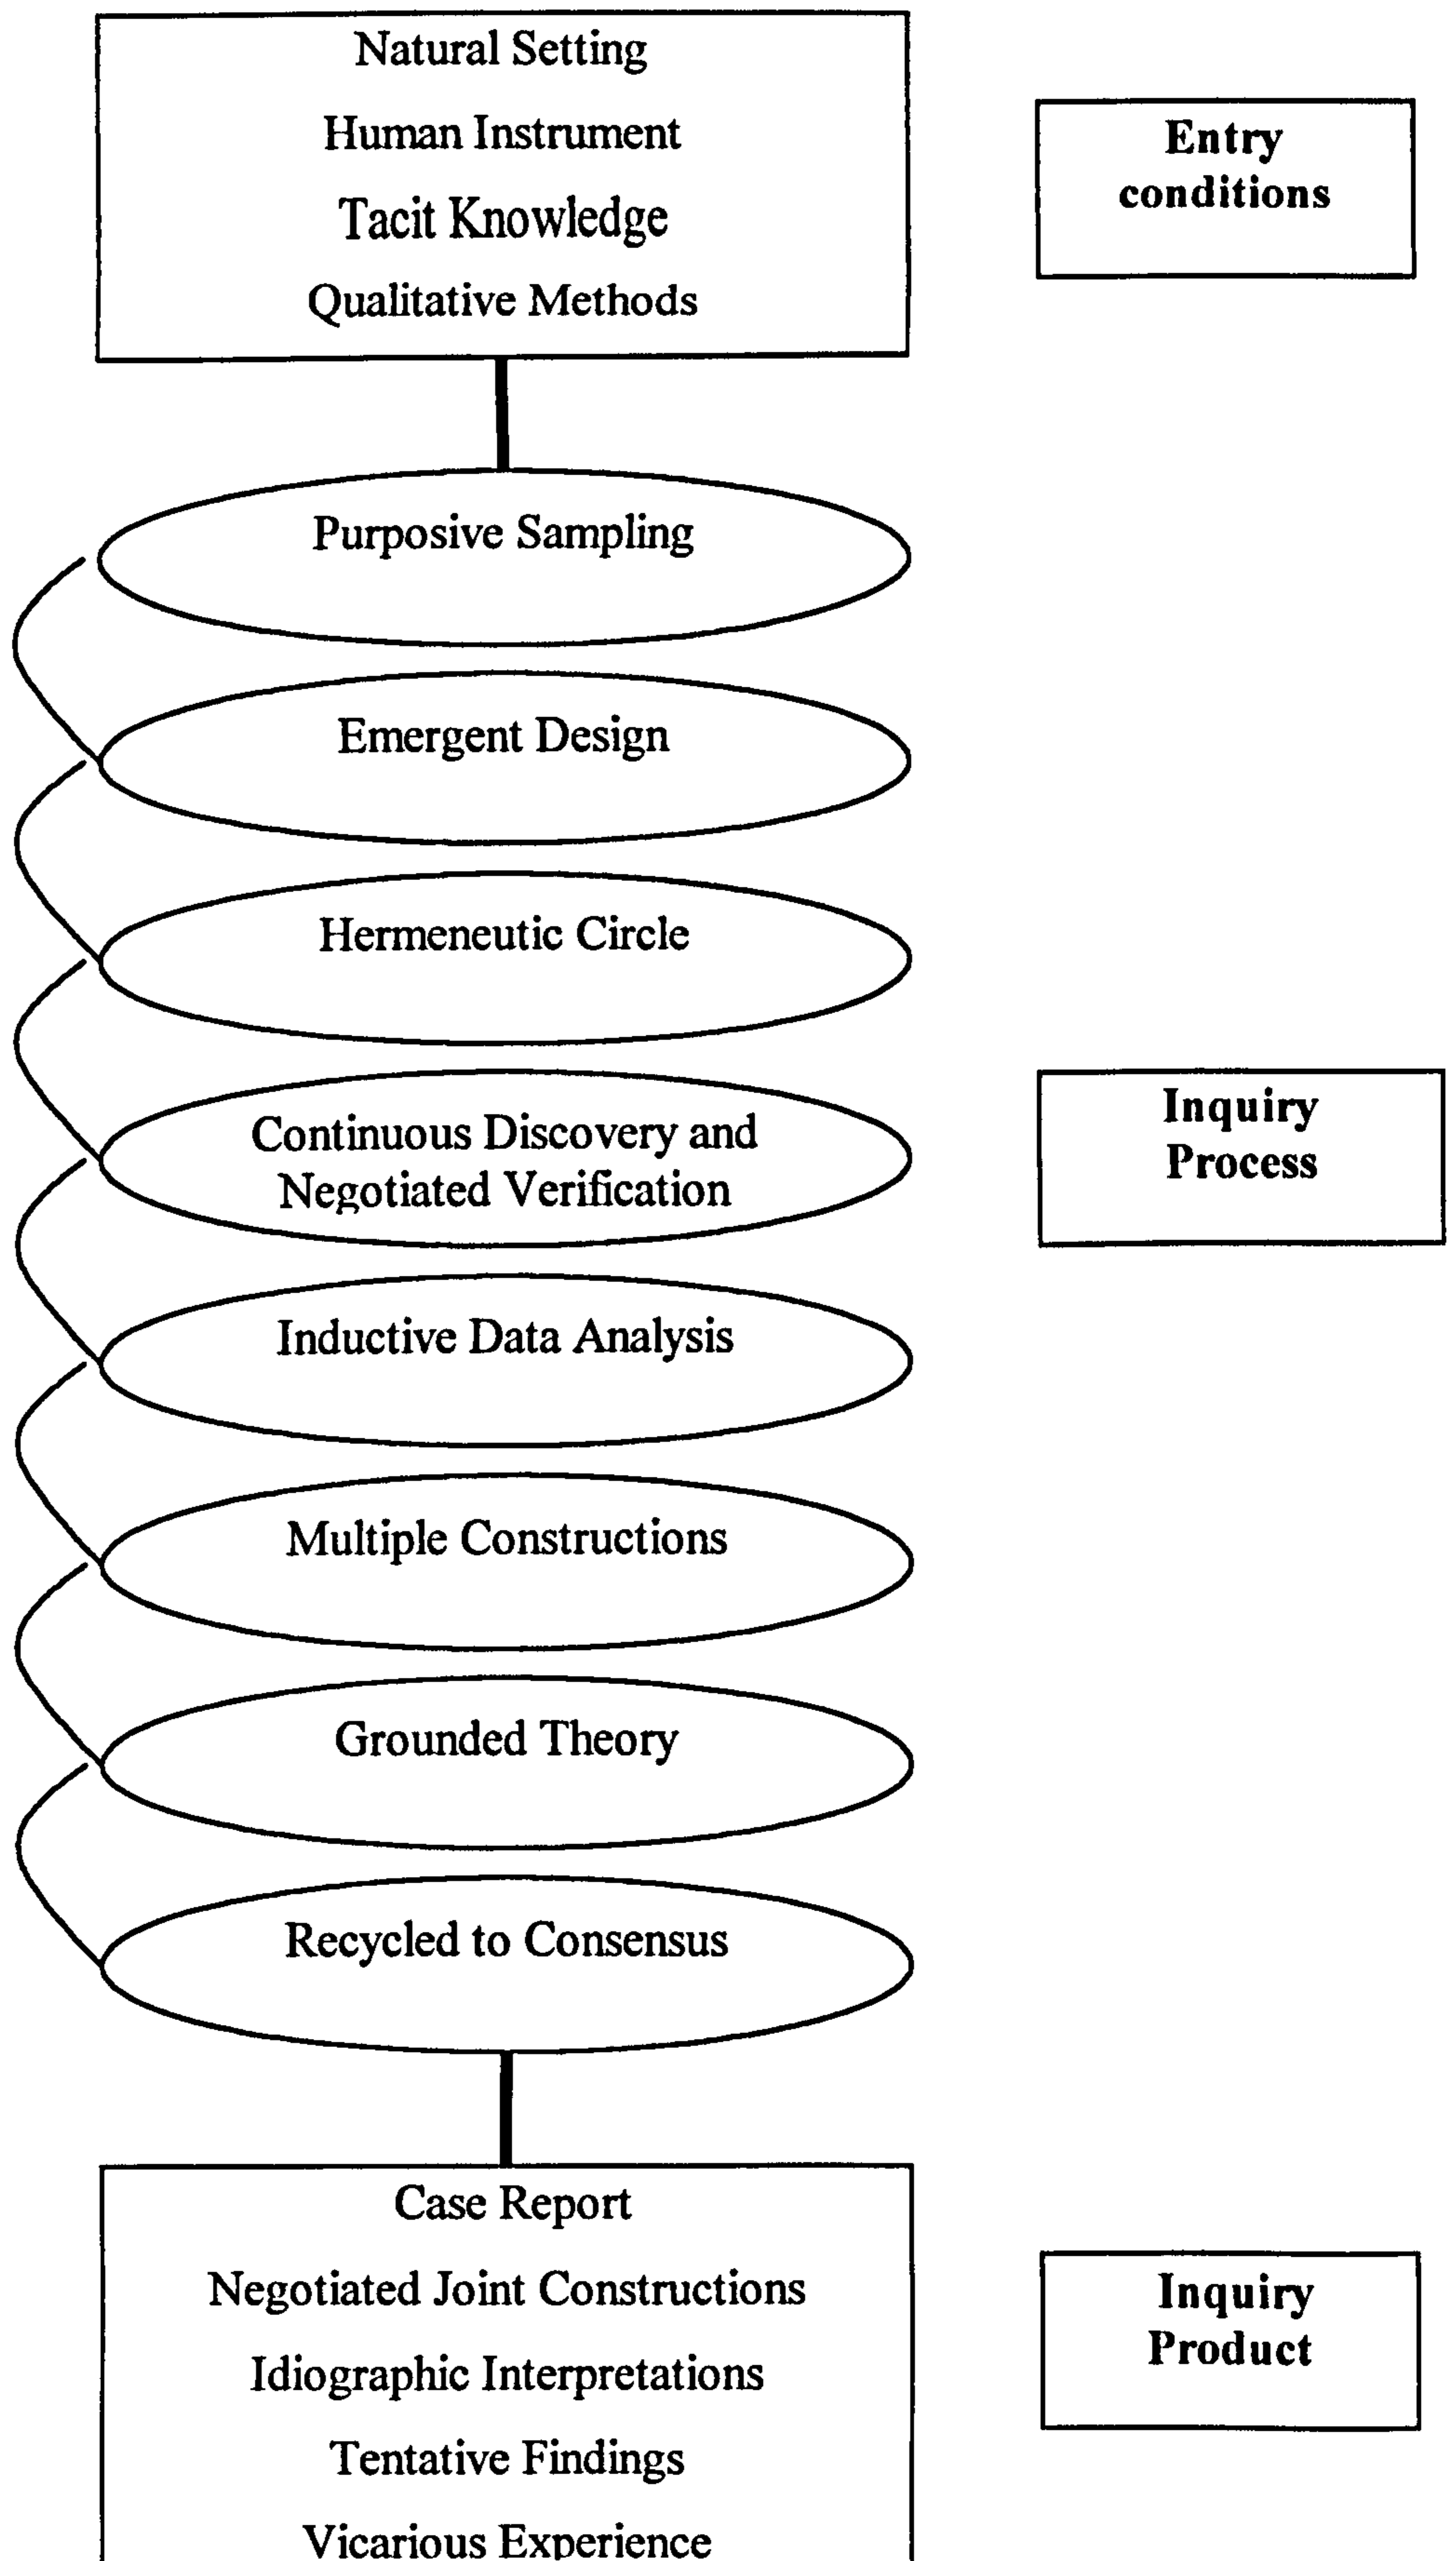 Natural Setting
Human Instrument
Tacit Knowledge
Qualitative Methods
Entry
conditions
Purposive Sampling
Emergent Design
Hermeneutic Circle
Continuous Discovery and
Negotiated Verification
Inquiry
Process
Inductive Data Analysis
Multiple Constructions
Grounded Theory
Recycled to Consensus
Case Report
Negotiated Joint Constructions
Idiographic Interpretations
Tentative Findings
Vicarious Experience
Inquiry
Product